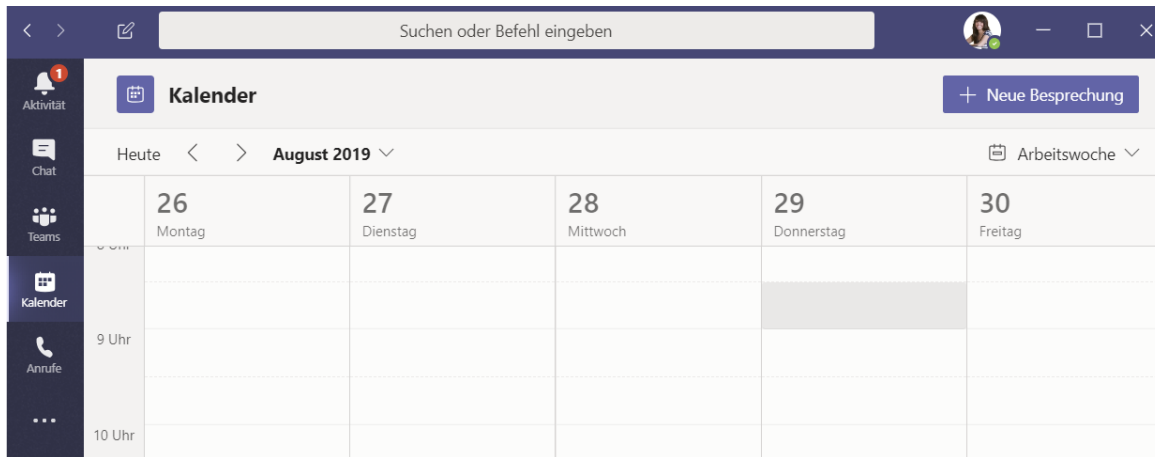 Suchen oder Befehl eingeben
1
Aktivität
Kalender
+ Neue Besprechung
Chat
Heute
August 2019
Arbeitswoche
Teams
26
27
28
29
30
Montag
Dienstag
Mittwoch
Donnerstag
Freitag
Kalender
9 Uhr
Anrufe
10 Uhr